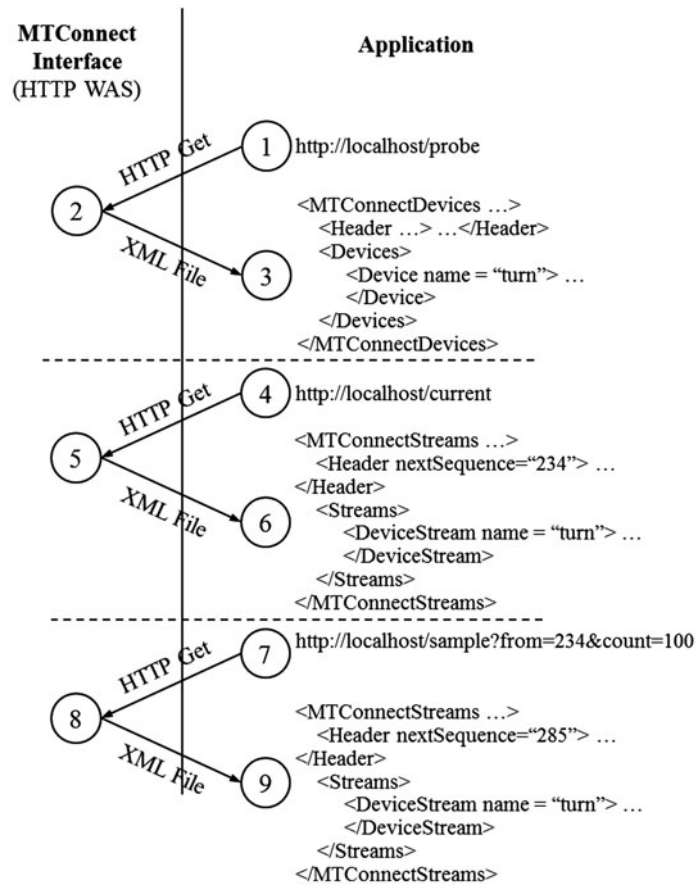 MTConnect
Interface
(HTTP WAS)
Application
HTTP Get
1
http://localhost/probe
2
XML File
3
<MTConnectDevices ...>
<Header ...> ...</Header>
<Devices>
<Device name = “turn”> ...
</Device>
</Devices>
</MTConnectDevices>
HTTP Get
4
http://localhost/current
5
XML File
6
<MTConnectStreams ...>
<Header nextSequence=“234”> ...
</Header>
<Streams>
<DeviceStream name = “turn”> ...
</DeviceStream>
</Streams>
</MTConnectStreams>
HTTP Get
7
http://localhost/sample?from=234&count=100
8
XML File
9
<MTConnectStreams ...>
<Header nextSequence=“285”> ...
</Header>
<Streams>
<DeviceStream name = “turn”> ...
</DeviceStream>
</Streams>
</MTConnectStreams>